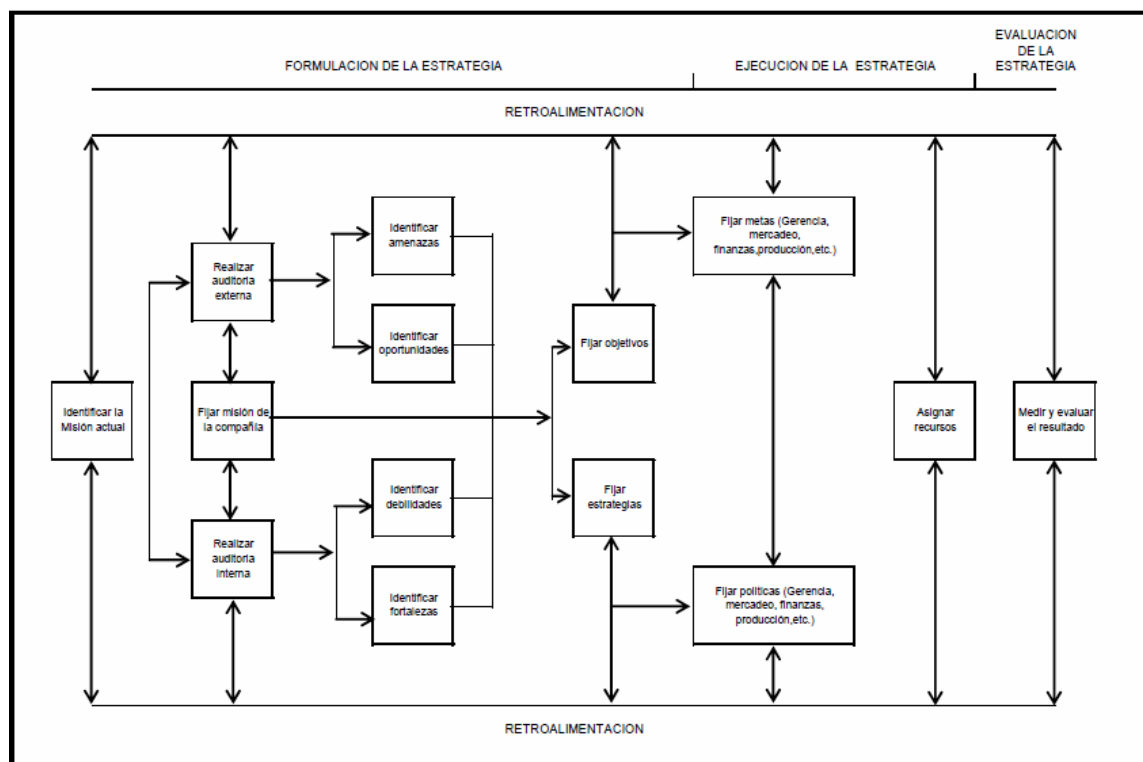 FORMULACION DE LA ESTRATEGIA
EJECUCION DE LA ESTRATEGIA
EVALUACION
DE LA
ESTRATEGIA
RETROALIMENTACION
Identificar la
Misión actual
Realizar
auditoria
externa
Fijar misión de
la compañia
Realizar
auditoria
interna
Identificar
amenazas
Identificar
oportunidades
Identificar
debilidades
Identificar
fortalezas
Fijar objetivos
Fijar
estrategias
Fijar metas (Gerencia,
mercadeo,
finanzas,producción,etc.)
Fijar politicas (Gerencia,
mercadeo, finanzas,
producción,etc.)
Asignar
recursos
Medir y evaluar
el resultado
RETROALIMENTACION